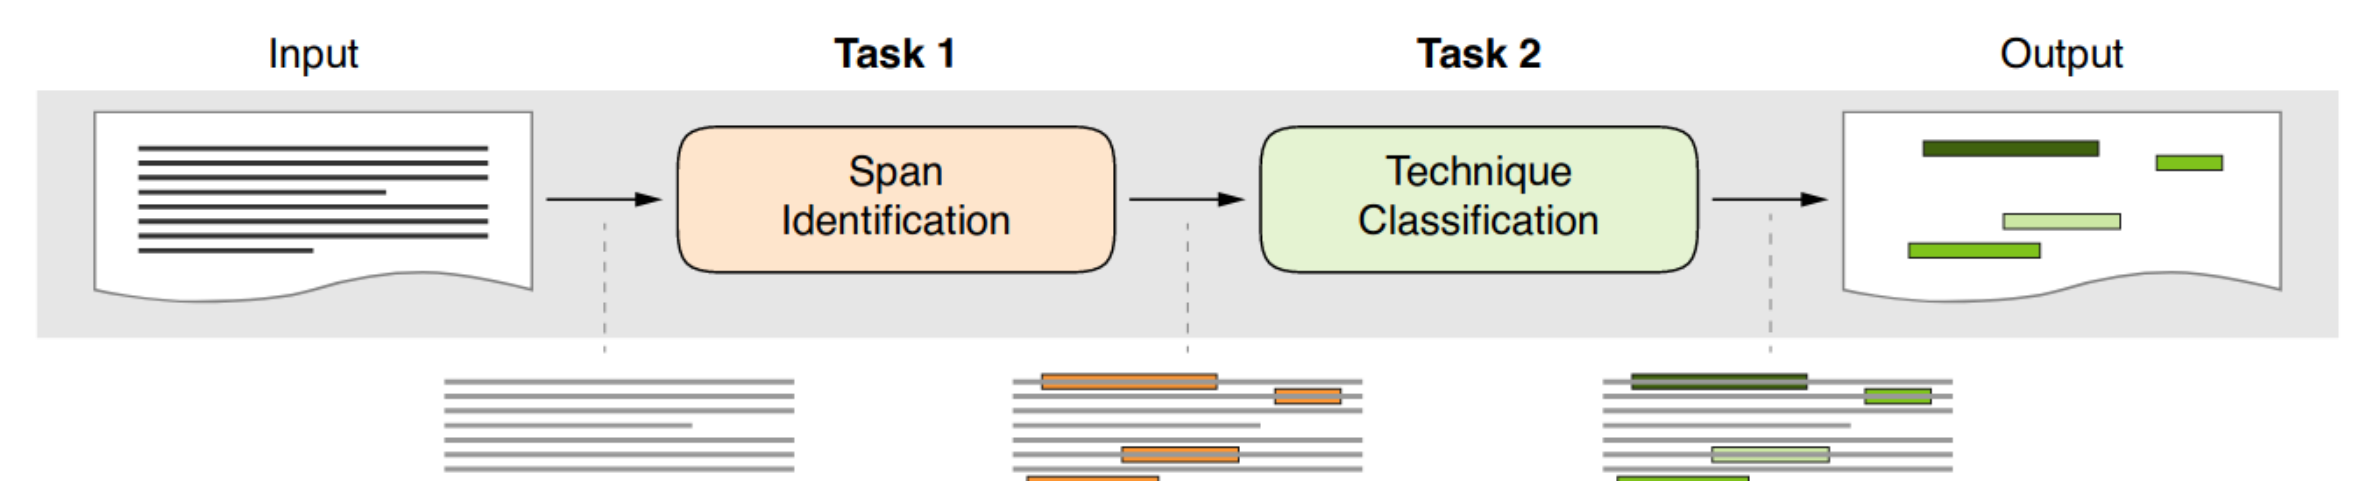 Input
Task 1
Task 2
Output
Span
Identification
Technique
Classification